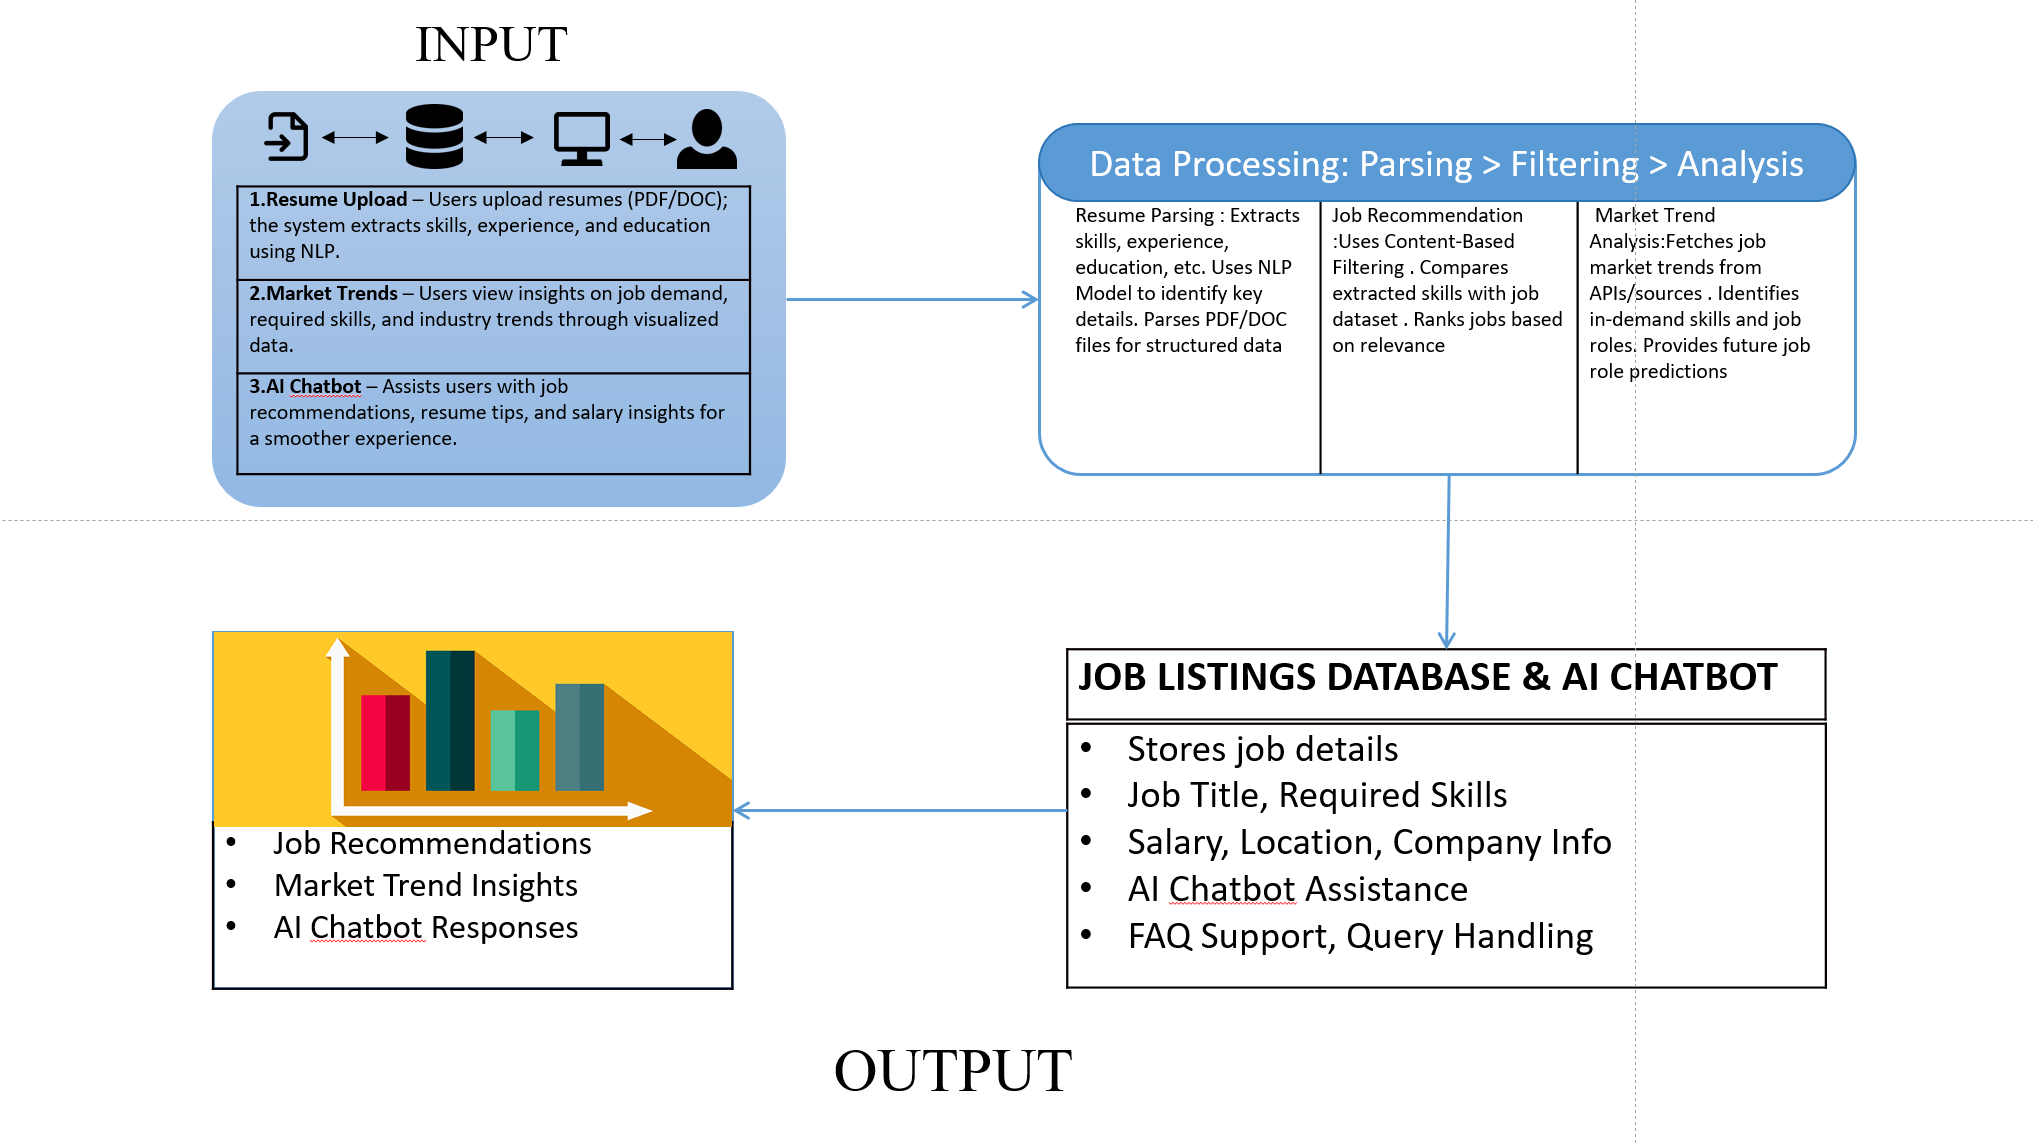 INPUT
1.Resume Upload – Users upload resumes (PDF/DOC);
the system extracts skills, experience, and education
using NLP.
2.Market Trends – Users view insights on job demand,
required skills, and industry trends through visualized
data.
3.AI Chatbot – Assists users with job
recommendations, resume tips, and salary insights for
a smoother experience.
Data Processing: Parsing > Filtering > Analysis
Resume Parsing : Extracts
skills, experience,
education, etc. Uses NLP
Model to identify key
details. Parses PDF/DOC
files for structured data
Job Recommendation
:Uses Content-Based
Filtering . Compares
extracted skills with job
dataset . Ranks jobs based
on relevance
Market Trend
Analysis:Fetches job
market trends from
APIs/sources . Identifies
in-demand skills and job
roles. Provides future job
role predictions
JOB LISTINGS DATABASE & AI CHATBOT
• Stores job details
• Job Title, Required Skills
• Salary, Location, Company Info
• AI Chatbot Assistance
• FAQ Support, Query Handling
• Job Recommendations
• Market Trend Insights
• AI Chatbot Responses
OUTPUT